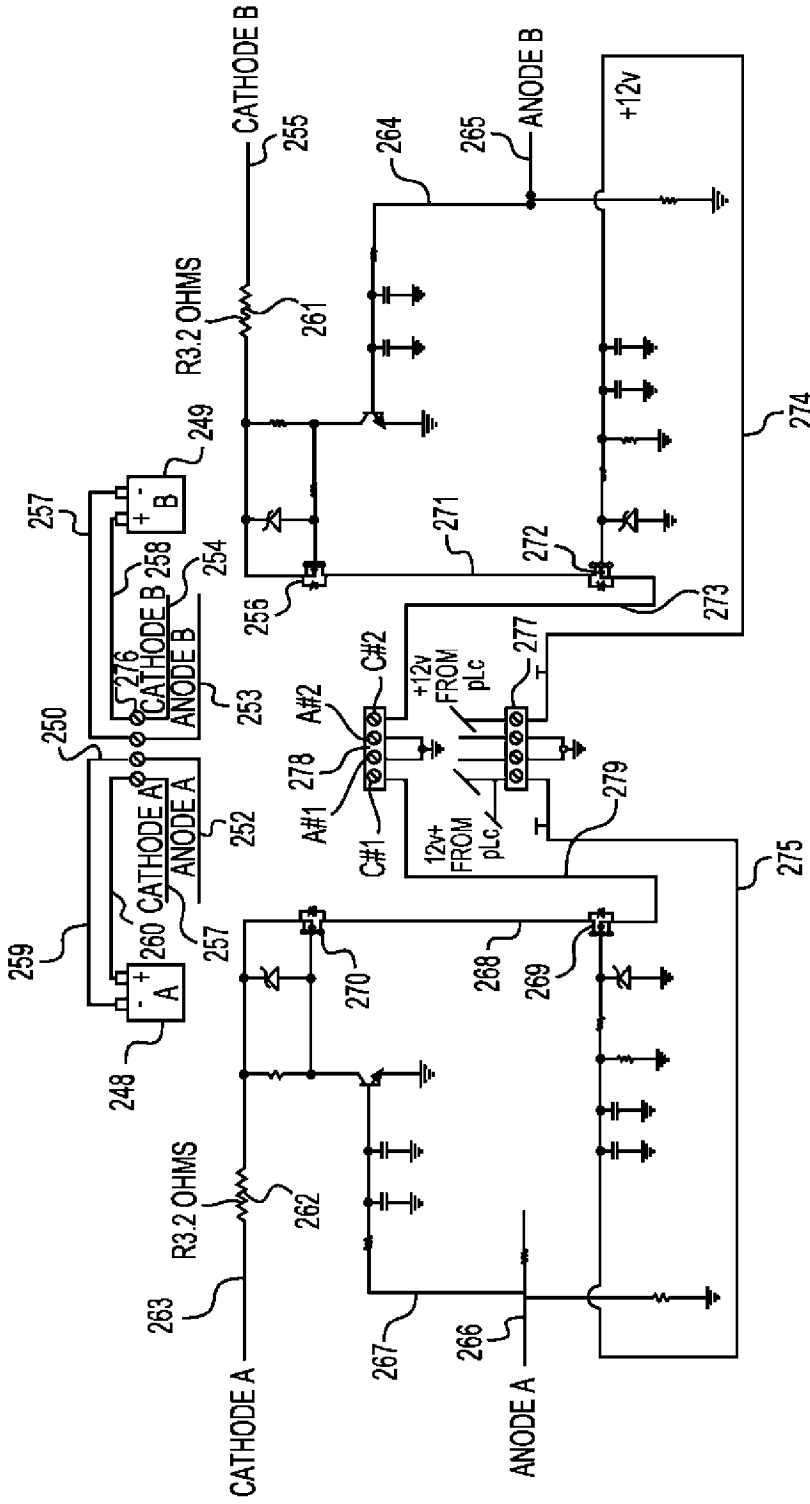 CATHODE B
255
R3.2 OHMS
261
264
265
ANODE B
+12v
257
249
- + B
258
254
276
CATHODE B
ANODE B
253
250
256
271
272
274
273
C#2
A#2
278
A#1
C#1
+12v
FROM
pLc
277
12v+
FROM
pLc
279
252
ANODE A
CATHODE A
257
260
259
- + A
248
270
268
269
275
R3.2 OHMS
262
263
267
266
CATHODE A
ANODE A